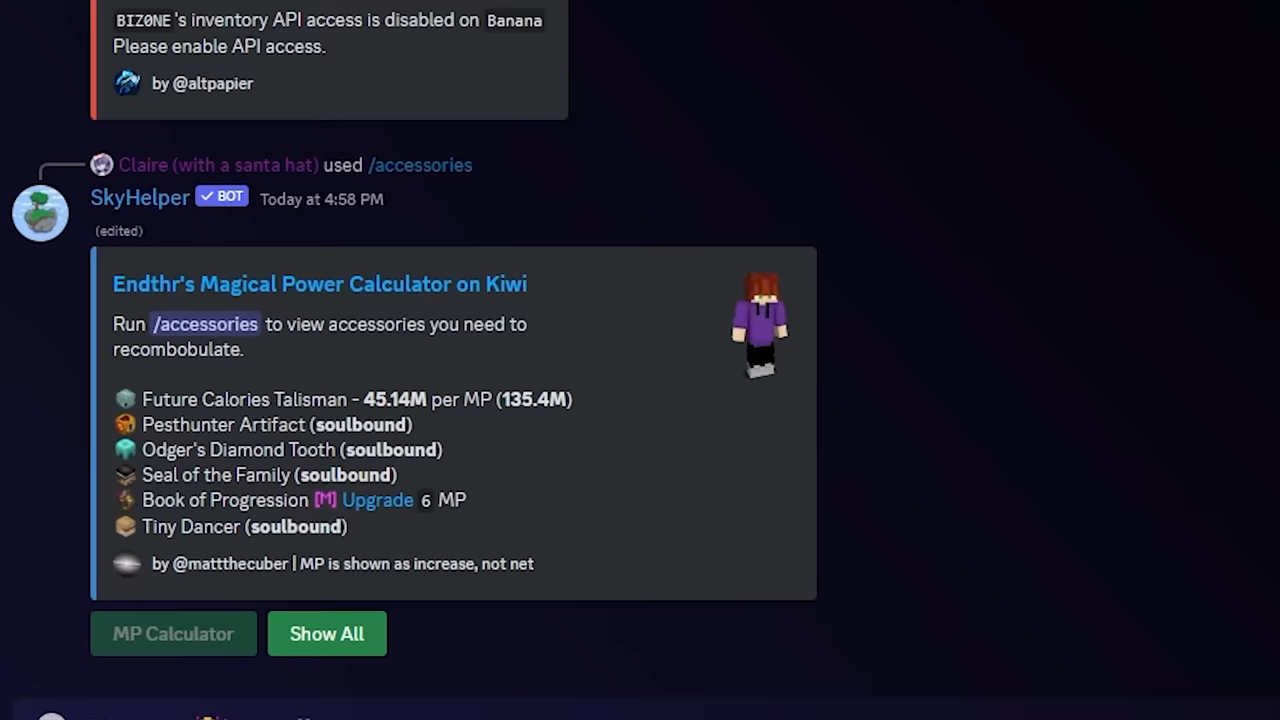 BIZ0NE's inventory API access is disabled on Banana
Please enable API access.
by @altpapier
Claire (with a santa hat) used /accessories
SkyHelper BOT Today at 4:58 PM
(edited)
Endthr's Magical Power Calculator on Kiwi
Run /accessories to view accessories you need to
recombobulate.
Future Calories Talisman - 45.14M per MP (135.4M)
Pesthunter Artifact (soulbound)
Odger's Diamond Tooth (soulbound)
Seal of the Family (soulbound)
Book of Progression [M] Upgrade 6 MP
Tiny Dancer (soulbound)
by @mattthecuber | MP is shown as increase, not net
MP Calculator Show All